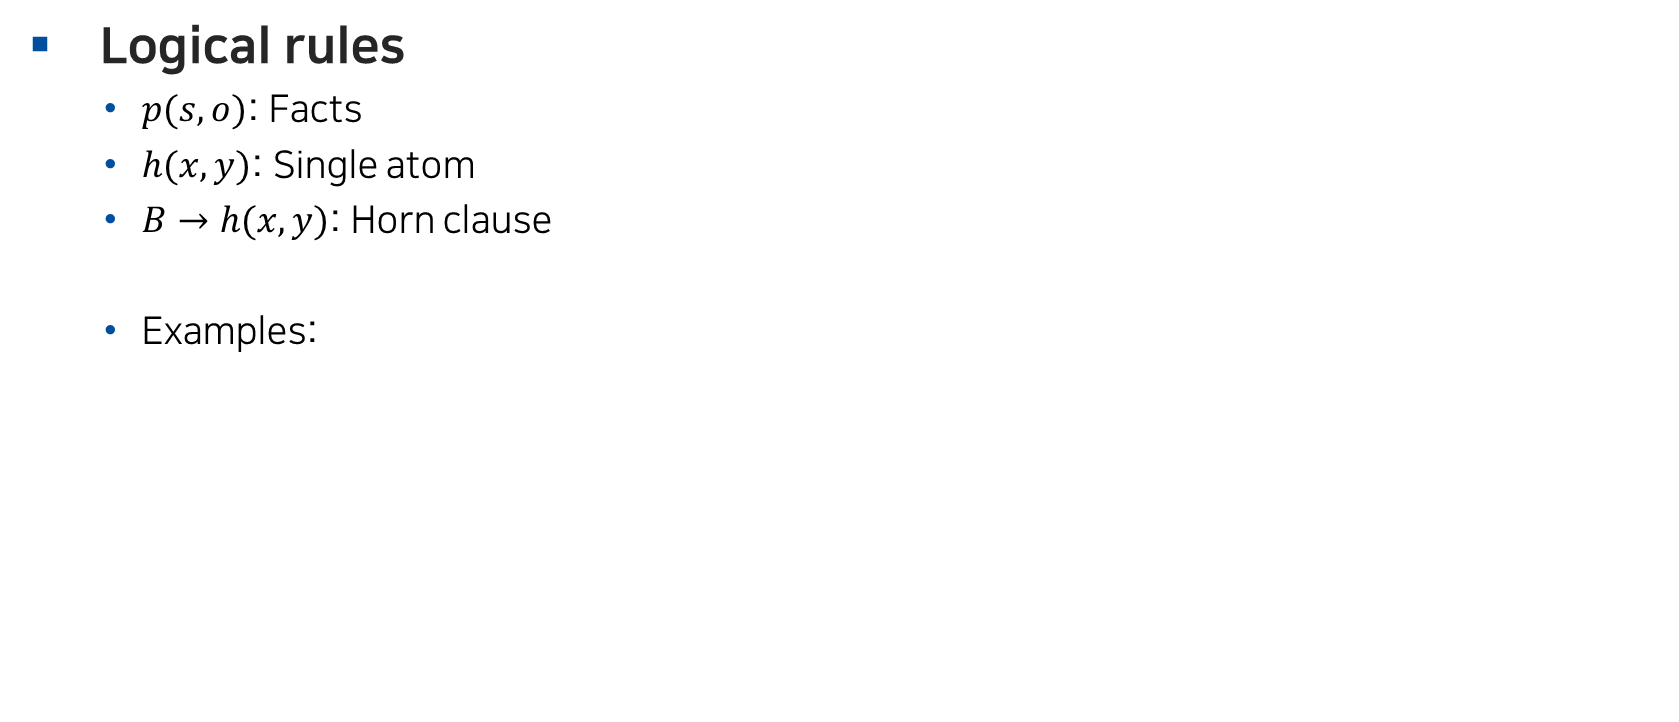 ▪ Logical rules
• p(s, o): Facts
• h(x, y): Single atom
• B → h(x, y): Horn clause
• Examples: